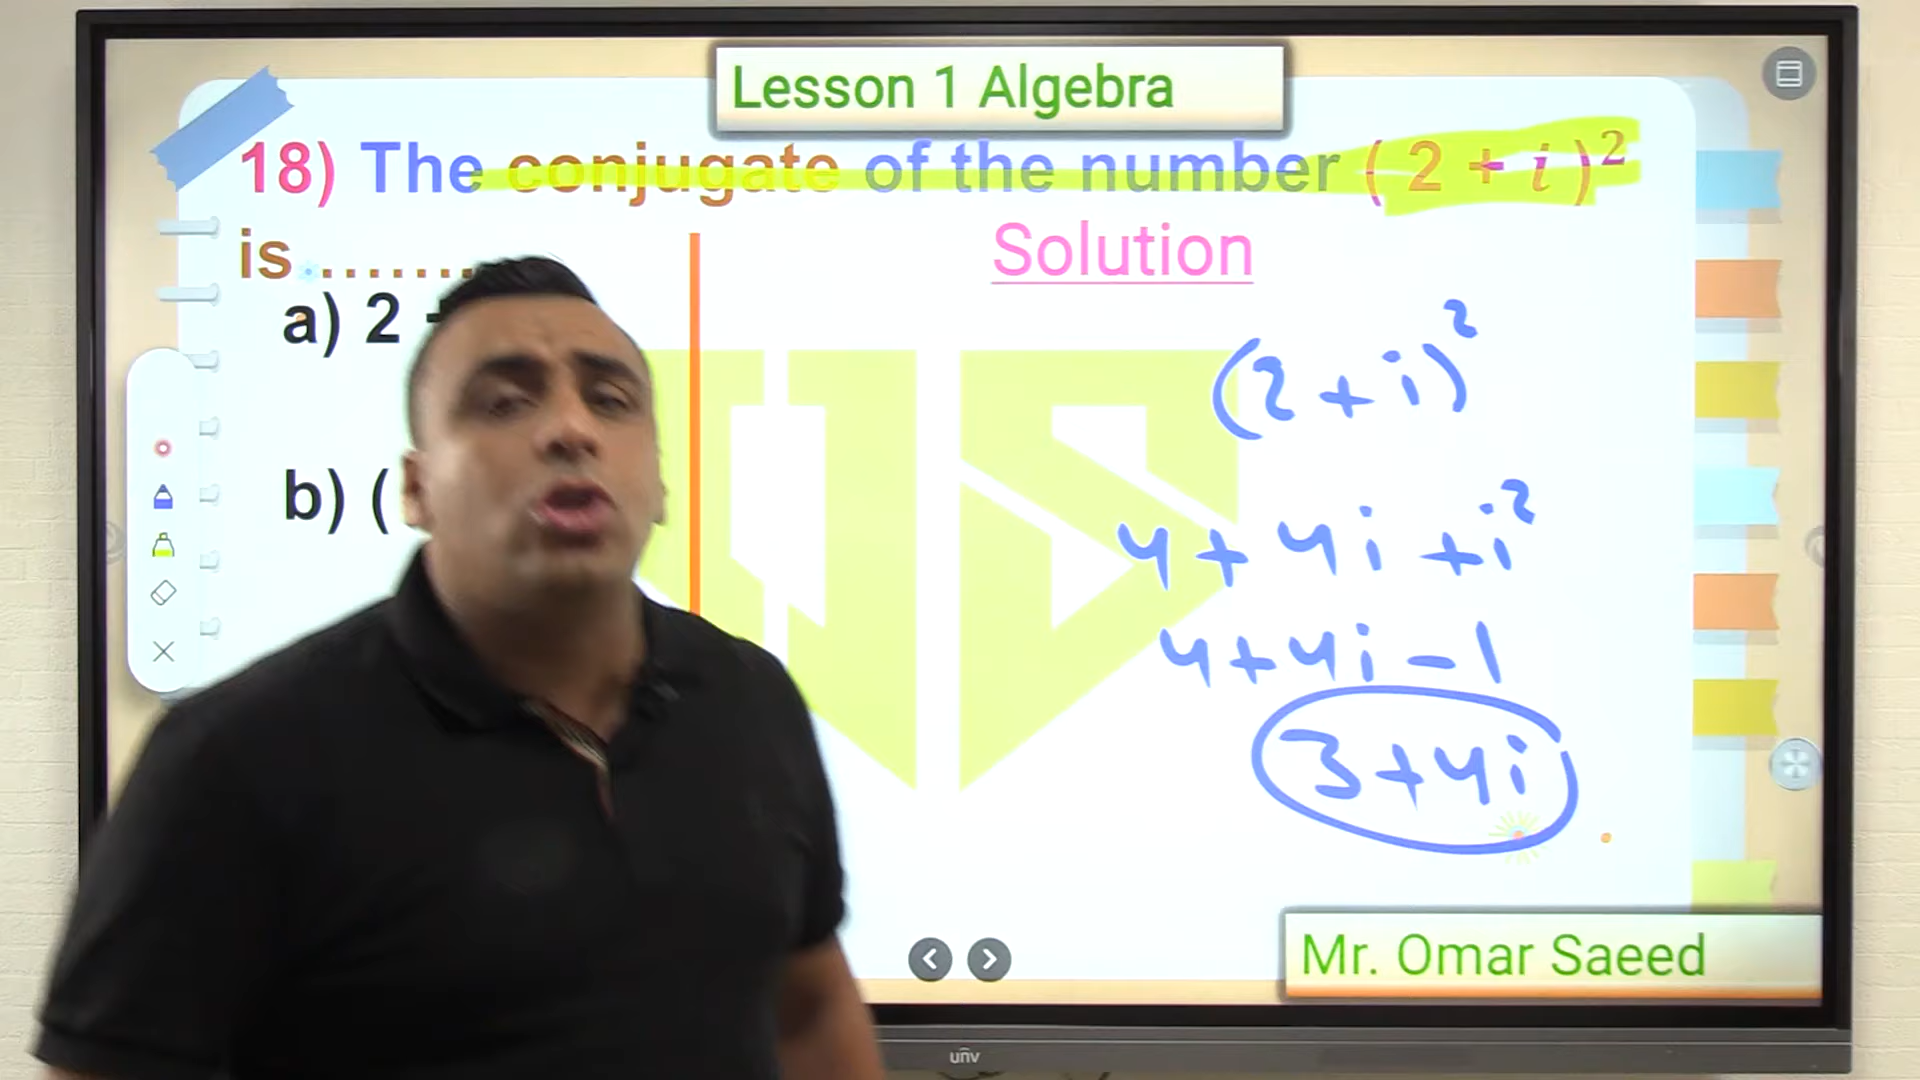 Lesson 1 Algebra
18) The conjugate of the number ( 2 + i )²
is ........
a) 2
b) (
Solution
(2 + i)²
4 + 4i + i²
4 + 4i - 1
3 + 4i
Mr. Omar Saeed
unv